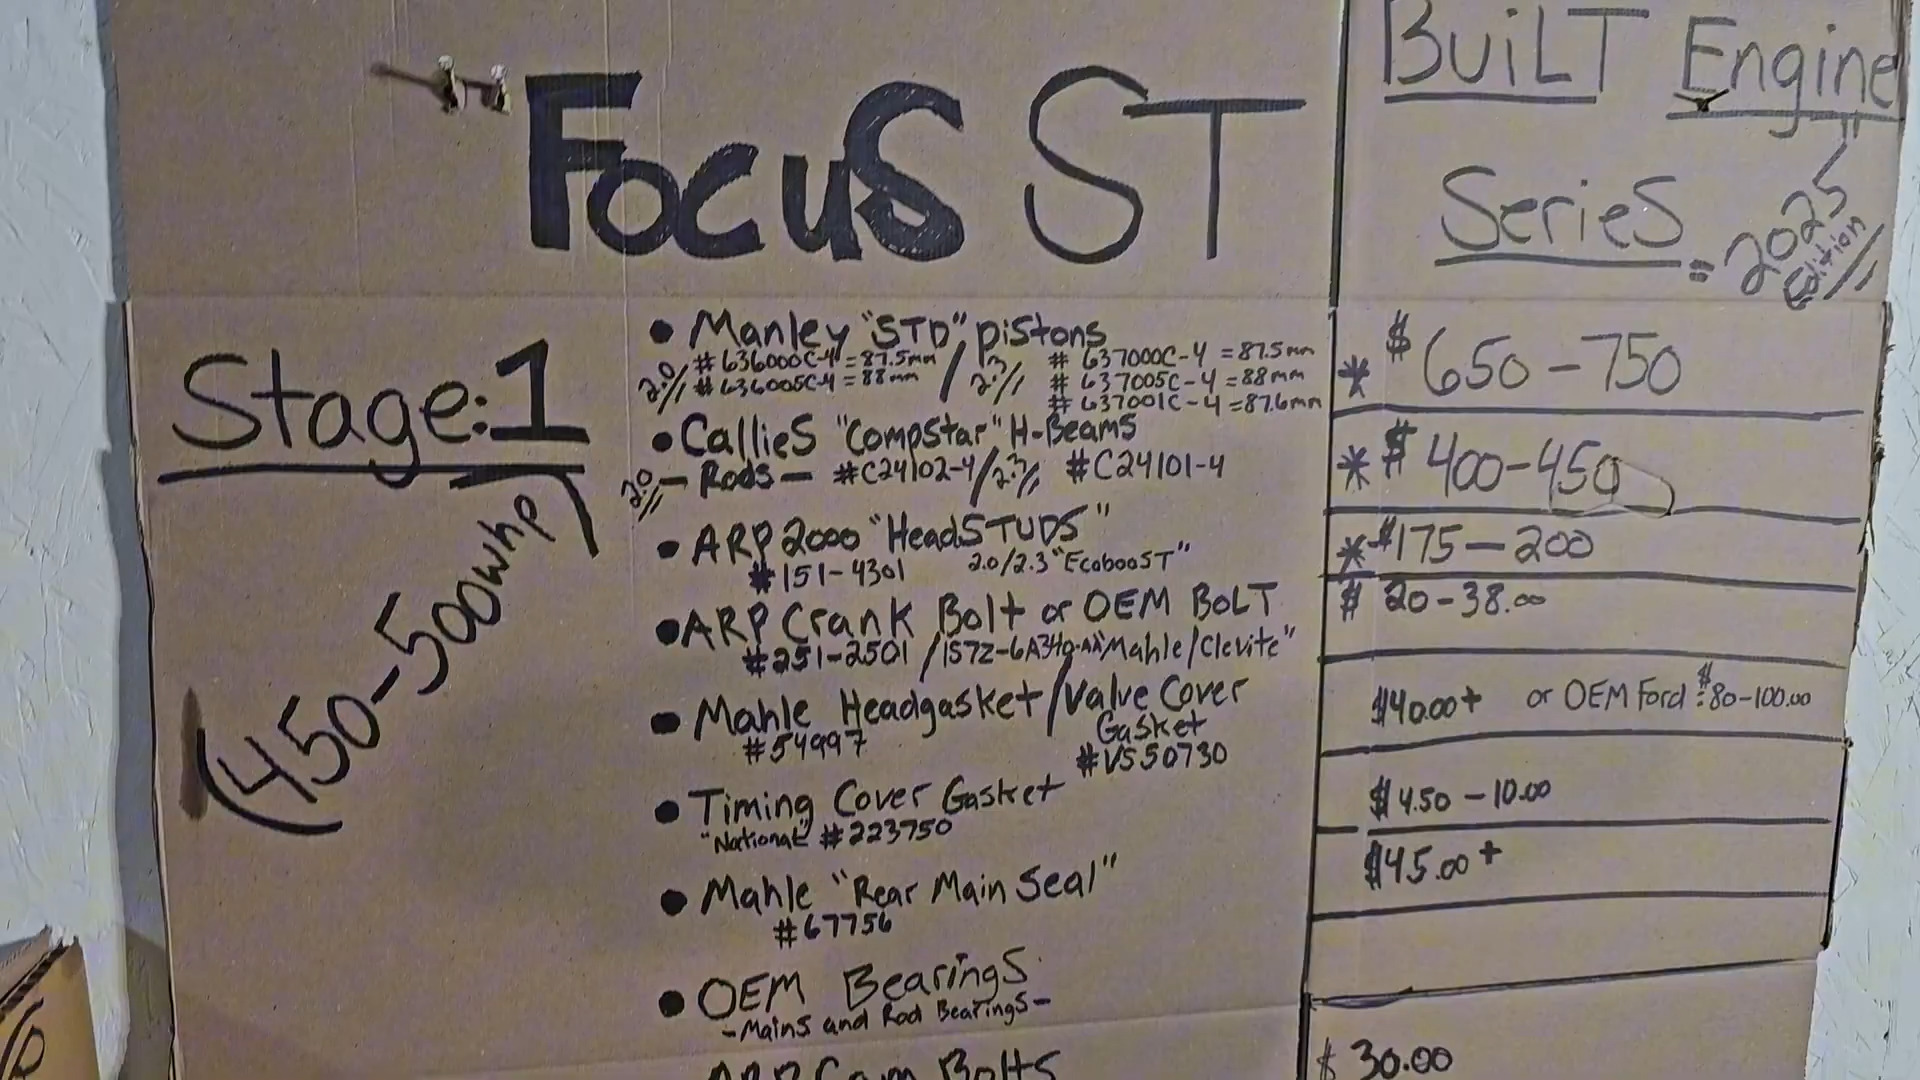 FocuS ST
BuiLT Engine
SerieS = 2025
Edition
Stage:1
(450-500whp)
• Manley "STD" pistons
2.0 // # 636000C-4 = 87.5mm / 2.3 // # 637000C-4 = 87.5mm
# 636005C-4 = 88mm # 637005C-4 = 88mm
# 637001C-4 = 87.6mm
* $ 650-750
• CallieS "CompStar" H-Beams
2.0 // - Rods - #C24102-4 / 2.3 // #C24101-4
* $ 400-450
• ARP 2000 "HeadSTUDS"
#151-4301 2.0/2.3 "EcobooST"
* $175-200
• ARP Crank Bolt or OEM BoLT
#251-2501 / 1S7Z-6A340-AA "Mahle/Clevite"
$ 20-38.00
• Mahle Headgasket/Valve Cover
Gasket
#54997 #VS50730
$40.00+ or OEM Ford: $80-100.00
• Timing Cover Gasket
"National" #223750
$4.50-10.00
• Mahle "Rear Main Seal"
#67756
$45.00+
• OEM BearingS
-MainS and Rod BearingS-
ARP Cam Bolts
$ 30.00